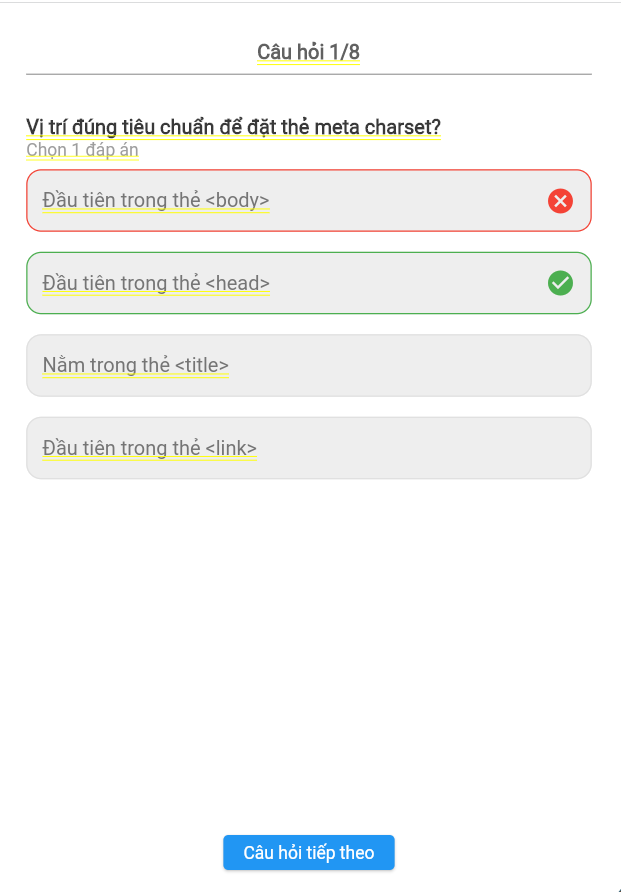 Câu hỏi 1/8
Vị trí đúng tiêu chuẩn để đặt thẻ meta charset?
Chọn 1 đáp án
Đầu tiên trong thẻ <body>
Đầu tiên trong thẻ <head>
Nằm trong thẻ <title>
Đầu tiên trong thẻ <link>
Câu hỏi tiếp theo